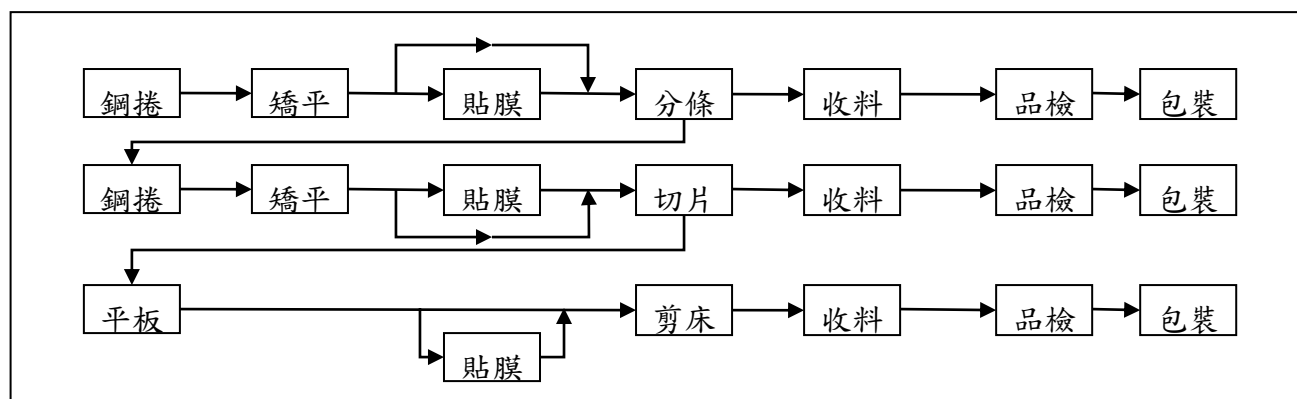 鋼捲 矯平 貼膜 分條 收料 品檢 包裝
鋼捲 矯平 貼膜 切片 收料 品檢 包裝
平板 剪床 收料 品檢 包裝
貼膜